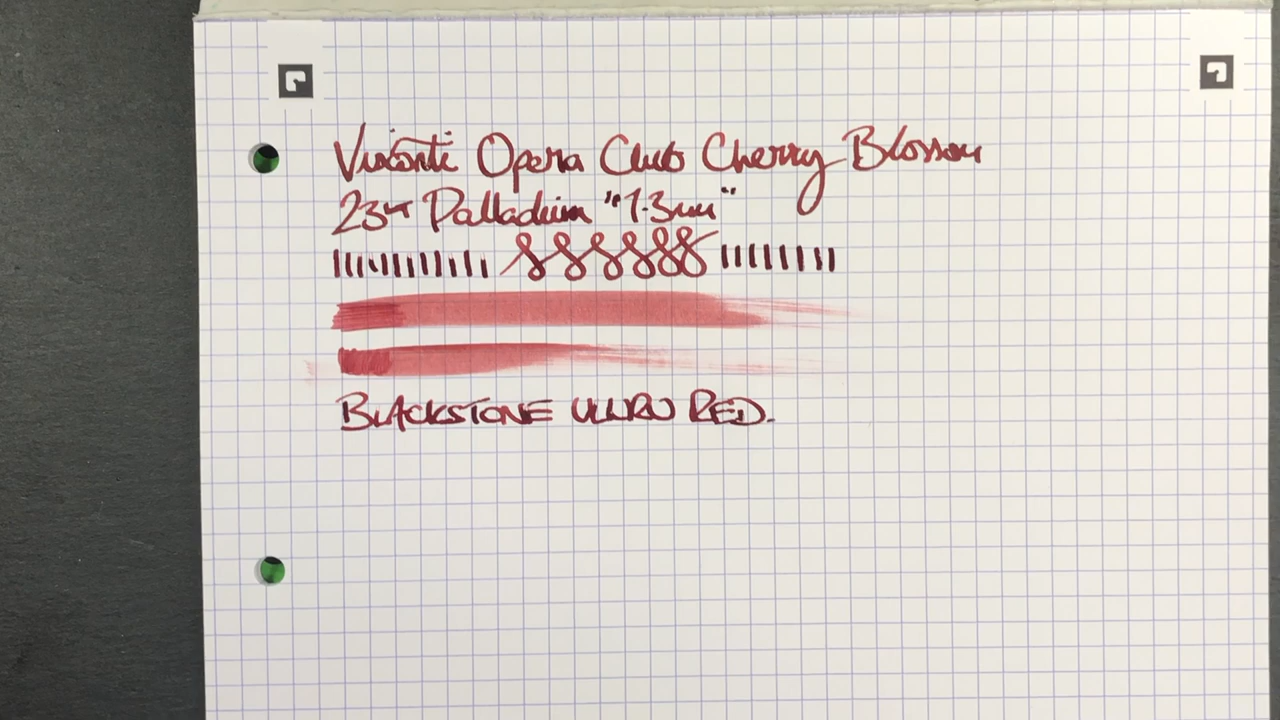 Visconti Opera Club Cherry Blossom
23kt Palladium "1.3mm"
BLACKSTONE ULURU RED.